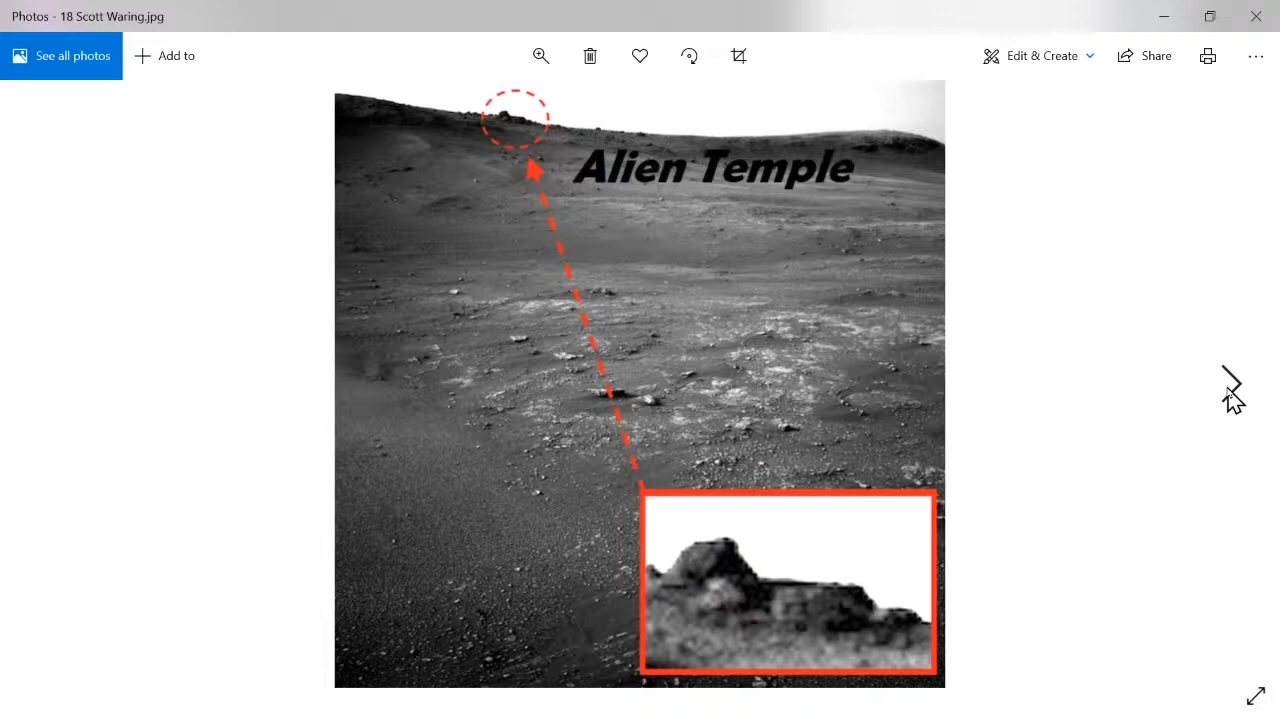 Photos - 18 Scott Waring.jpg
See all photos
Add to
Edit & Create
Share
Alien Temple